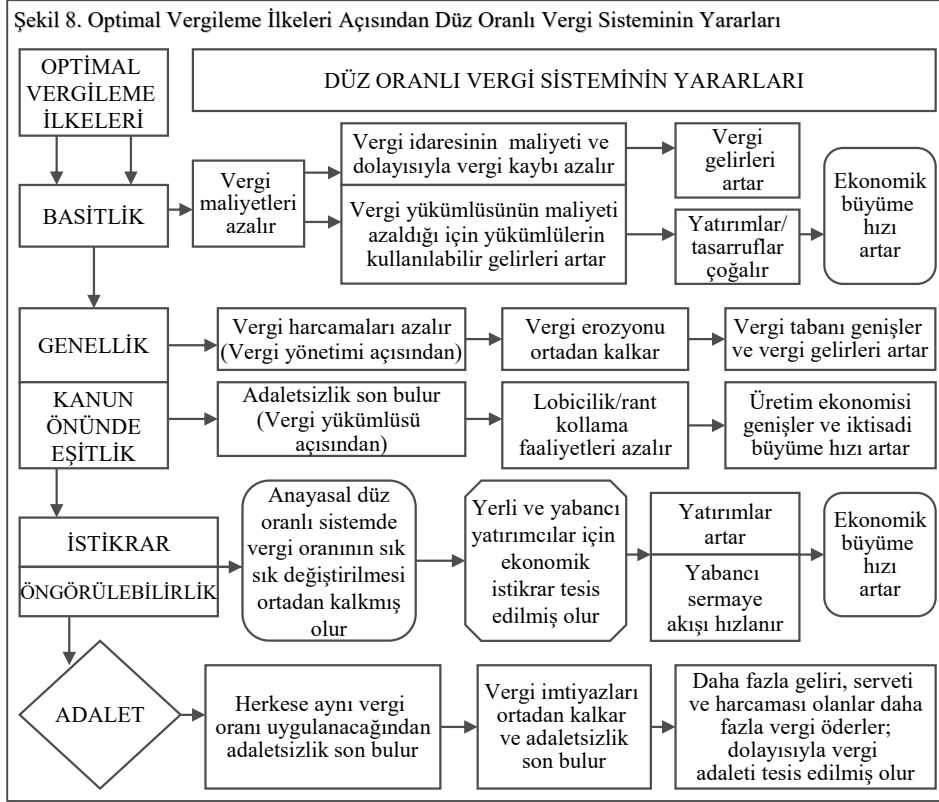 Şekil 8. Optimal Vergileme İlkeleri Açısından Düz Oranlı Vergi Sisteminin Yararları
OPTİMAL
VERGİLEME
İLKELERİ
DÜZ ORANLI VERGİ SİSTEMİNİN YARARLARI
BASİTLİK
Vergi
maliyetleri
azalır
Vergi idaresinin maliyeti ve
dolayısıyla vergi kaybı azalır
Vergi
gelirleri
artar
Vergi yükümlüsünün maliyeti
azaldığı için yükümlülerin
kullanılabilir gelirleri artar
Yatırımlar/
tasarruflar
çoğalır
Ekonomik
büyüme
hızı
artar
GENELLİK
Vergi harcamaları azalır
(Vergi yönetimi açısından)
Vergi erozyonu
ortadan kalkar
Vergi tabanı genişler
ve vergi gelirleri artar
KANUN
ÖNÜNDE
EŞİTLİK
Adaletsizlik son bulur
(Vergi yükümlüsü
açısından)
Lobicilik/rant
kollama
faaliyetleri azalır
Üretim ekonomisi
genişler ve iktisadi
büyüme hızı artar
İSTİKRAR
ÖNGÖRÜLEBİLİRLİK
Anayasal düz
oranlı sistemde
vergi oranının sık
sık değiştirilmesi
ortadan kalkmış
olur
Yerli ve yabancı
yatırımcılar için
ekonomik
istikrar tesis
edilmiş olur
Yatırımlar
artar
Yabancı
sermaye
akışı hızlanır
Ekonomik
büyüme
hızı
artar
ADALET
Herkese aynı vergi
oranı uygulanacağından
adaletsizlik son bulur
Vergi imtiyazları
ortadan kalkar
ve adaletsizlik
son bulur
Daha fazla geliri, serveti
ve harcaması olanlar daha
fazla vergi öderler;
dolayısıyla vergi
adaleti tesis edilmiş olur